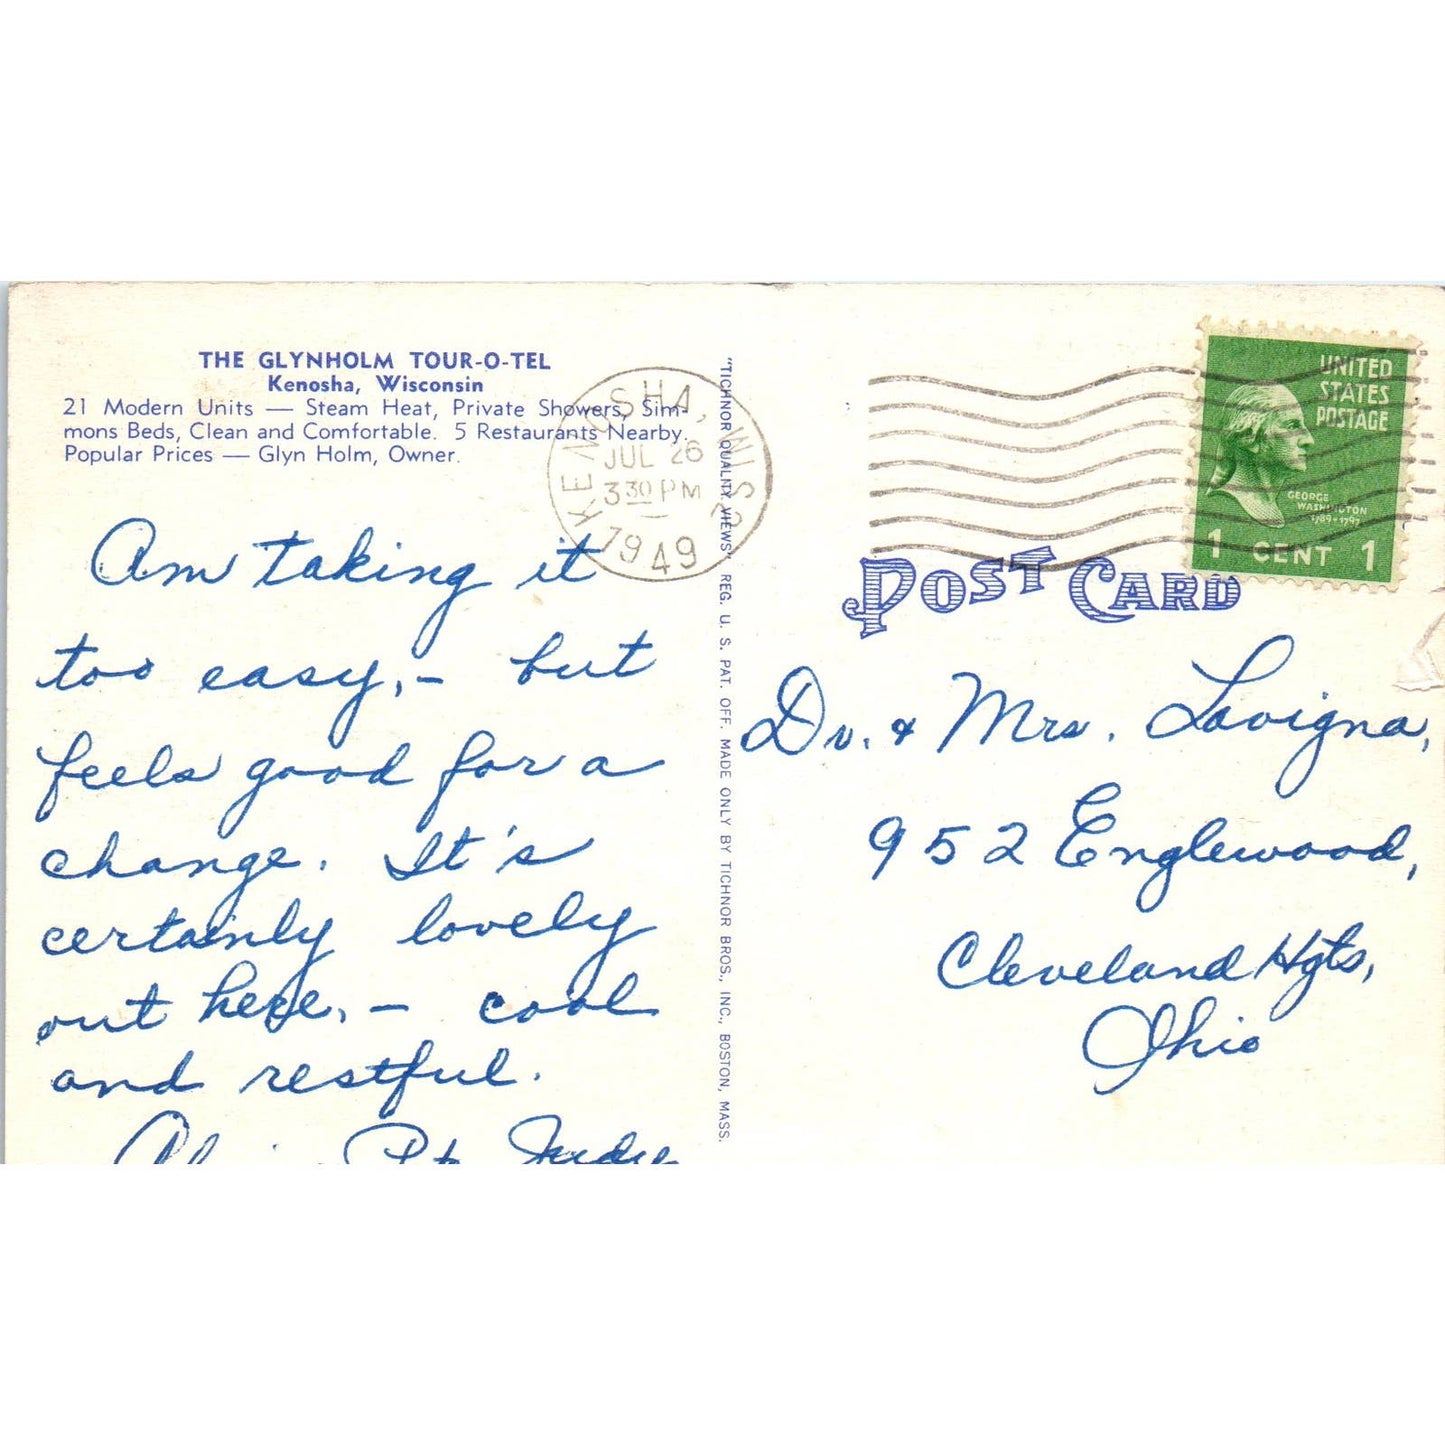 THE GLYNHOLM TOUR-O-TEL
Kenosha, Wisconsin
21 Modern Units — Steam Heat, Private Showers, Sim-
mons Beds, Clean and Comfortable. 5 Restaurants Nearby.
Popular Prices — Glyn Holm, Owner.
KENOSHA, WISC
JUL 26
3 30 PM
1949
Am taking it
too easy, — but
feels good for a
change. It's
certainly lovely
out here, — cool
and restful.
Judy
"TICHNOR QUALITY VIEWS" REG. U. S. PAT. OFF. MADE ONLY BY TICHNOR BROS., INC., BOSTON, MASS.
UNITED
STATES
POSTAGE
GEORGE
WASHINGTON
1789-1797
1 CENT 1
POST CARD
Dr. & Mrs. Lavigna,
952 Englewood,
Cleveland Hgts,
Ohio